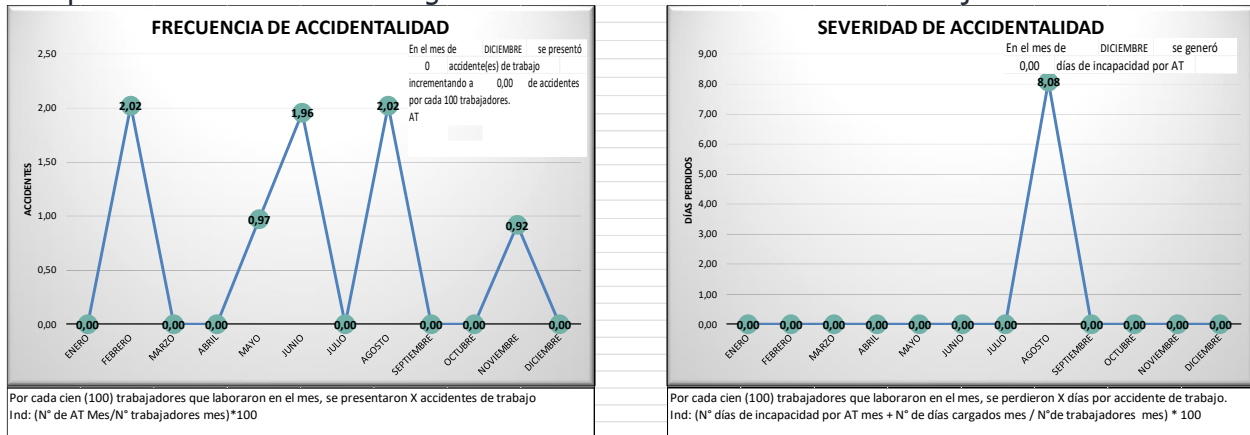 FRECUENCIA DE ACCIDENTALIDAD
En el mes de DICIEMBRE se presentó
0 accidente(es) de trabajo
incrementando a 0,00 de accidentes
por cada 100 trabajadores.
AT
ACCIDENTES
2,50
2,00
1,50
1,00
0,50
0,00
0,00
2,02
0,00
0,00
0,97
1,96
0,00
2,02
0,00
0,00
0,92
0,00
ENERO
FEBRERO
MARZO
ABRIL
MAYO
JUNIO
JULIO
AGOSTO
SEPTIEMBRE
OCTUBRE
NOVIEMBRE
DICIEMBRE
Por cada cien (100) trabajadores que laboraron en el mes, se presentaron X accidentes de trabajo
Ind: (N° de AT Mes/N° trabajadores mes)*100
SEVERIDAD DE ACCIDENTALIDAD
En el mes de DICIEMBRE se generó
0,00 días de incapacidad por AT
DÍAS PERDIDOS
9,00
8,00
7,00
6,00
5,00
4,00
3,00
2,00
1,00
0,00
0,00
0,00
0,00
0,00
0,00
0,00
0,00
8,08
0,00
0,00
0,00
0,00
ENERO
FEBRERO
MARZO
ABRIL
MAYO
JUNIO
JULIO
AGOSTO
SEPTIEMBRE
OCTUBRE
NOVIEMBRE
DICIEMBRE
Por cada cien (100) trabajadores que laboraron en el mes, se perdieron X días por accidente de trabajo.
Ind: (N° días de incapacidad por AT mes + N° de días cargados mes / N°de trabajadores mes) * 100